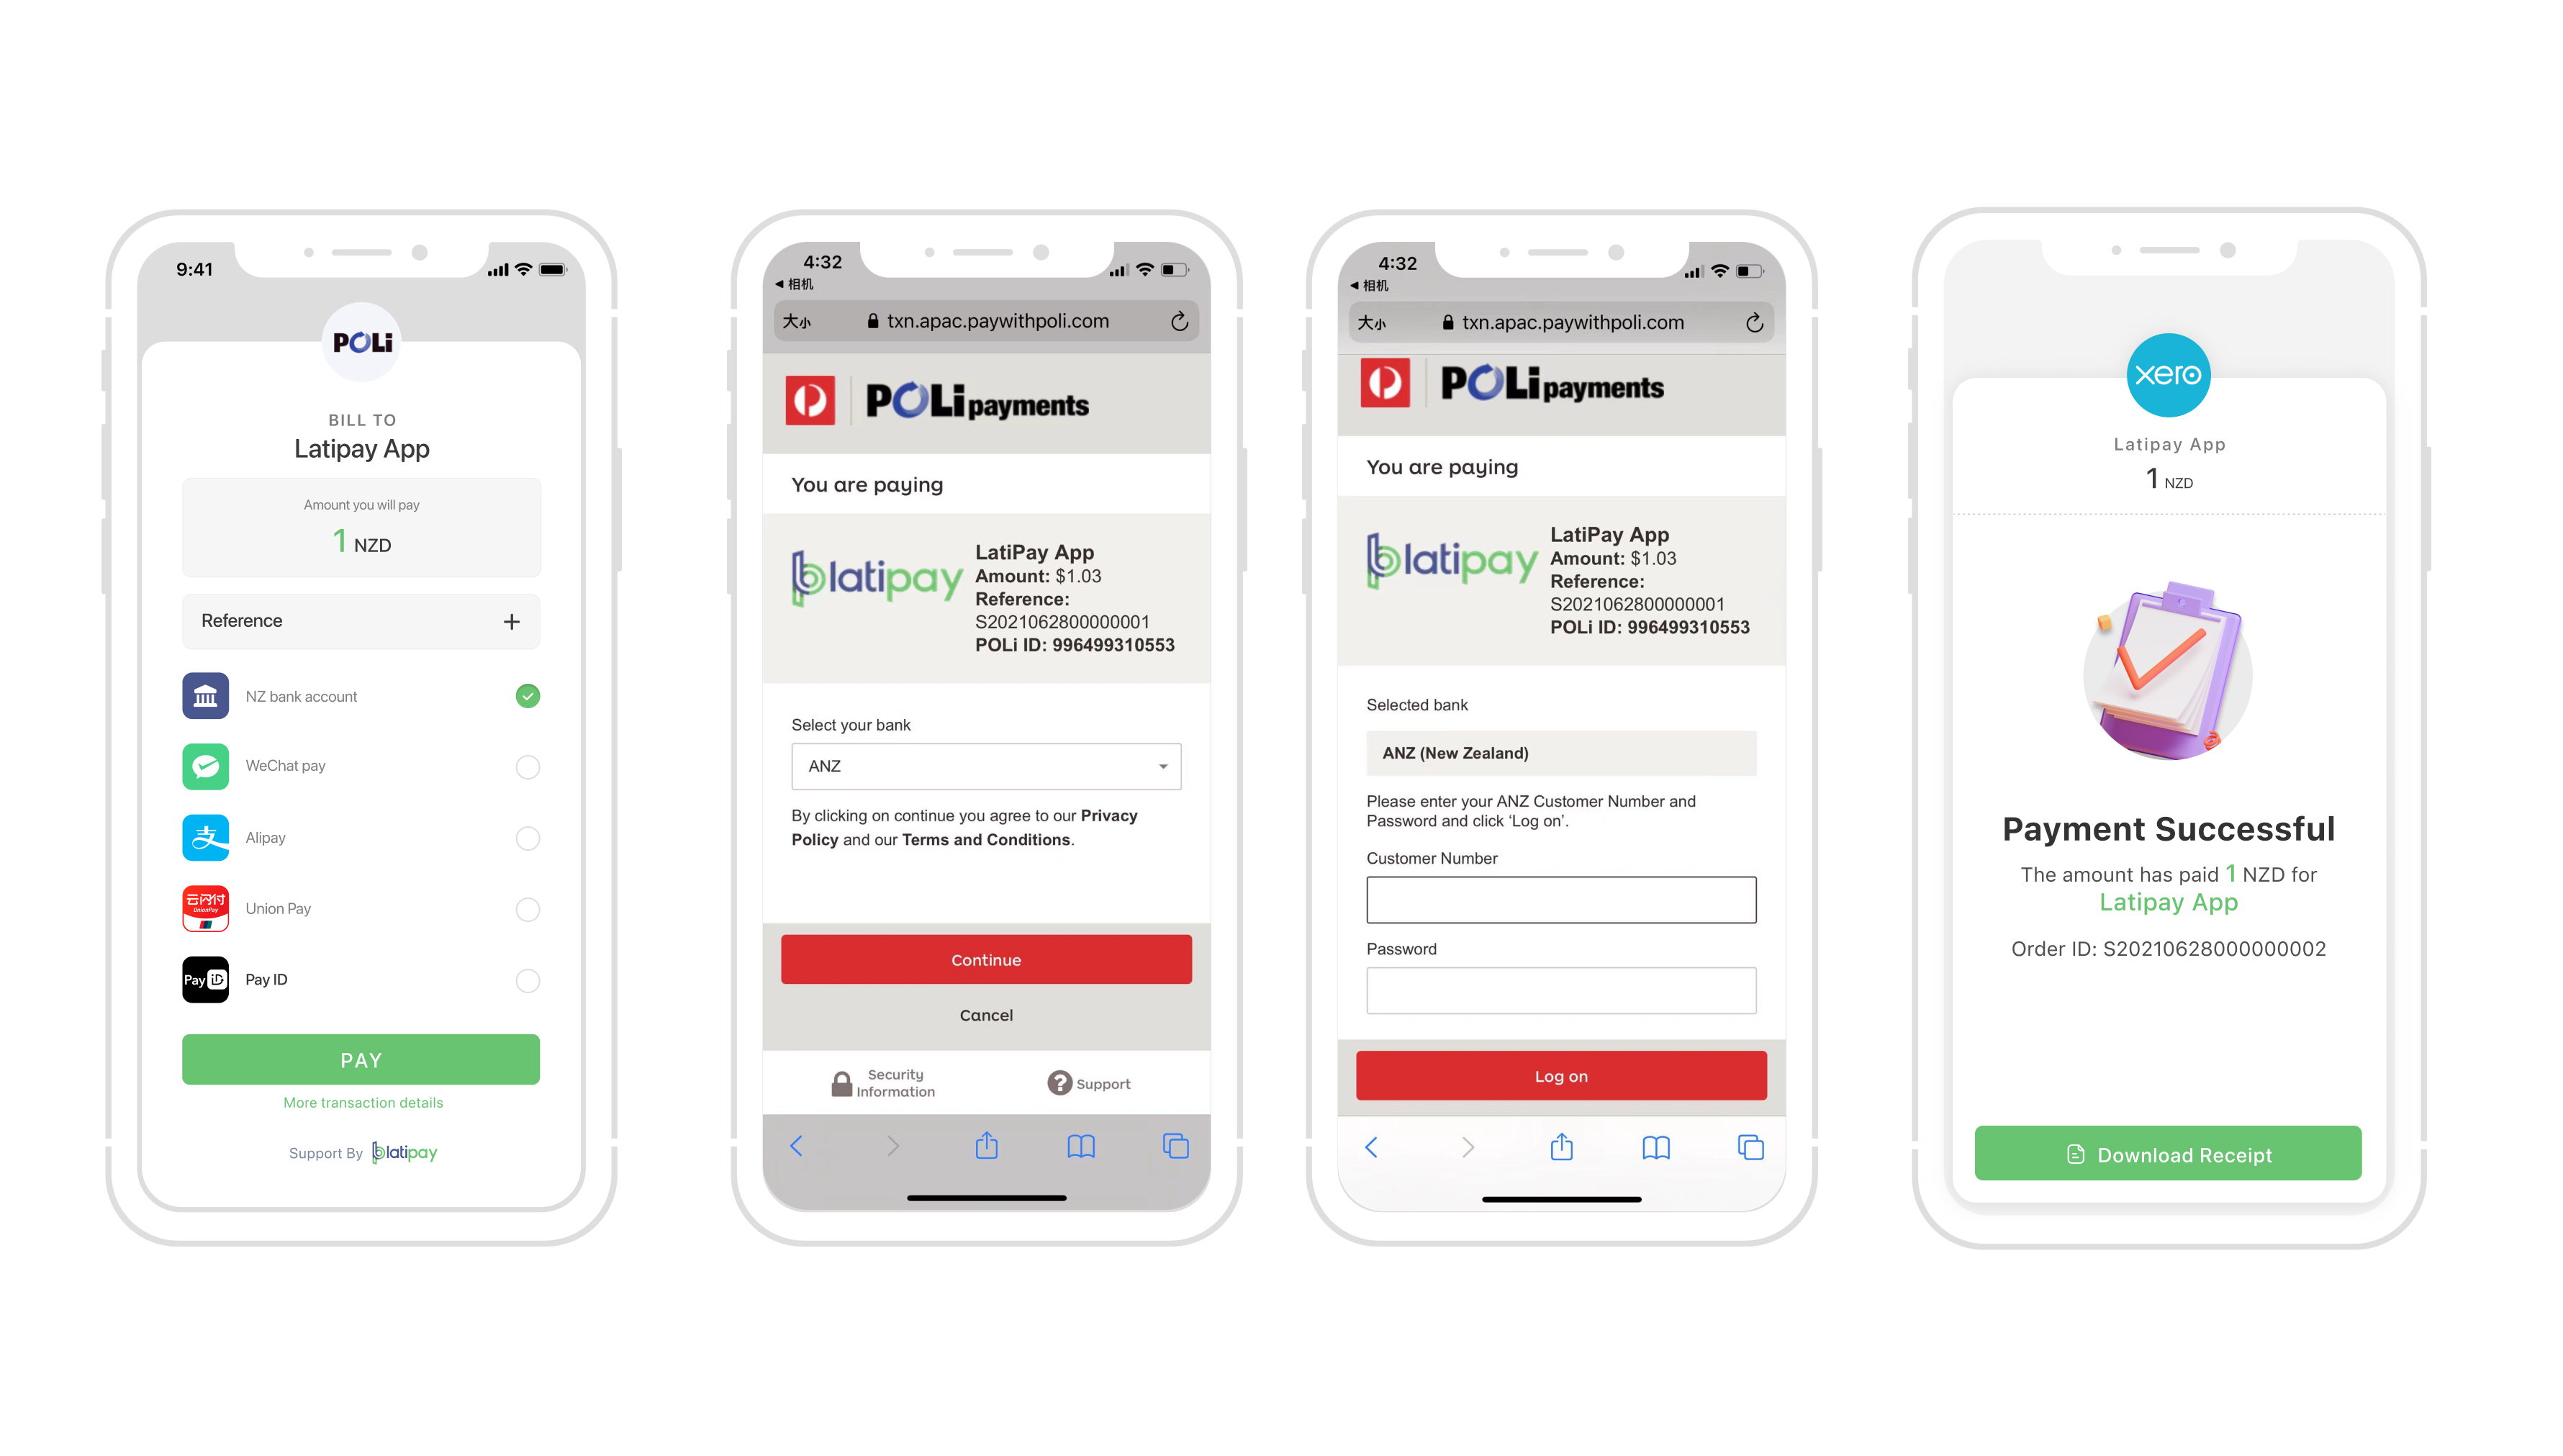 9:41
POLi
BILL TO
Latipay App
Amount you will pay
1 NZD
Reference +
NZ bank account
WeChat pay
支
Alipay
云闪付
UnionPay
Union Pay
Pay iD
Pay ID
PAY
More transaction details
Support By latipay
4:32
◀ 相机
大小 txn.apac.paywithpoli.com
POLi payments
You are paying
latipay
LatiPay App
Amount: $1.03
Reference:
S2021062800000001
POLi ID: 996499310553
Select your bank
ANZ
By clicking on continue you agree to our Privacy
Policy and our Terms and Conditions.
Continue
Cancel
Security
Information
? Support
4:32
◀ 相机
大小 txn.apac.paywithpoli.com
POLi payments
You are paying
latipay
LatiPay App
Amount: $1.03
Reference:
S2021062800000001
POLi ID: 996499310553
Selected bank
ANZ (New Zealand)
Please enter your ANZ Customer Number and
Password and click ‘Log on’.
Customer Number
Password
Log on
xero
Latipay App
1 NZD
Payment Successful
The amount has paid 1 NZD for
Latipay App
Order ID: S20210628000000002
Download Receipt